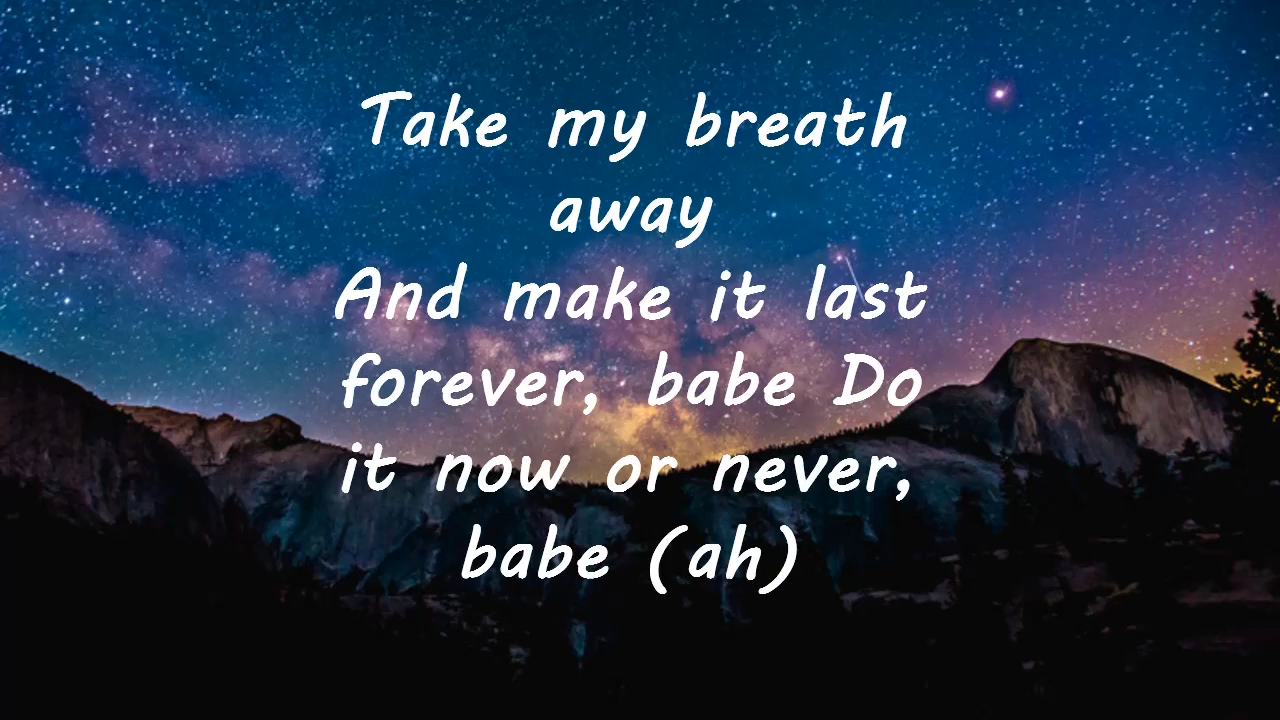 Take my breath
away
And make it last
forever, babe Do
it now or never,
babe (ah)